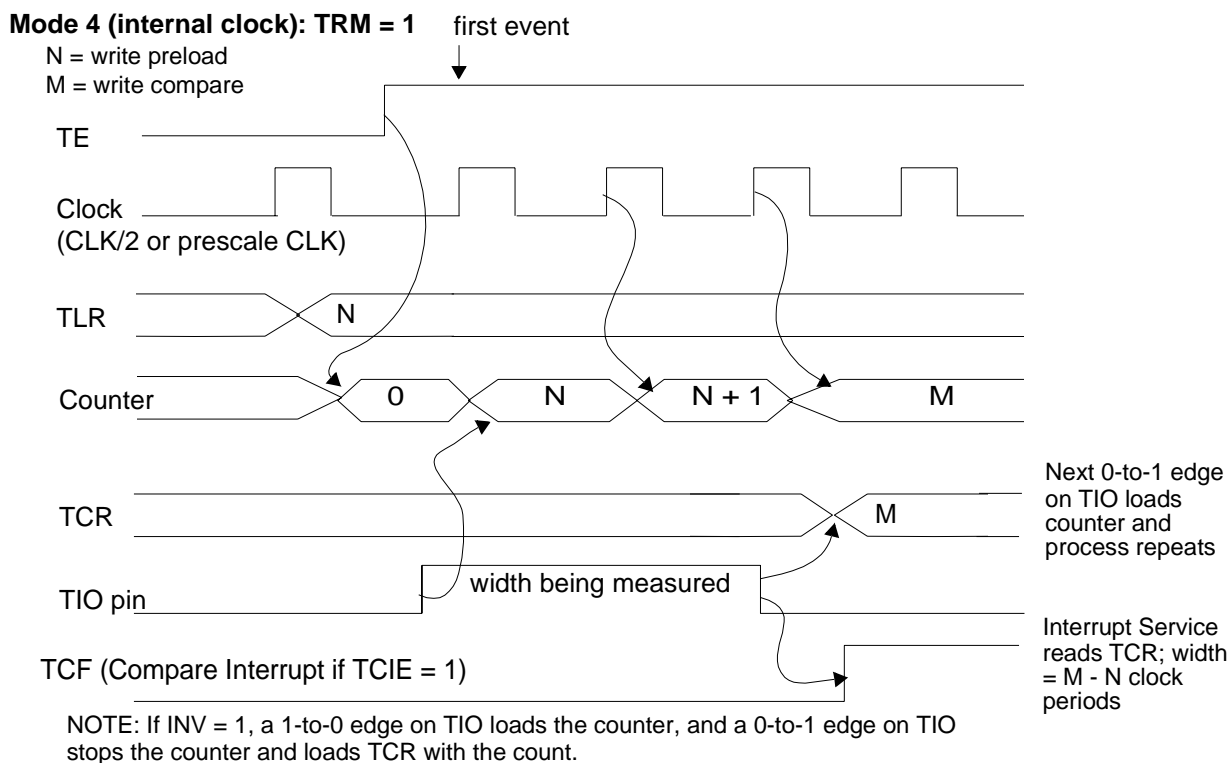 Mode 4 (internal clock): TRM = 1
first event
N = write preload
M = write compare
TE
Clock
(CLK/2 or prescale CLK)
TLR
N
Counter
0
N
N + 1
M
TCR
M
Next 0-to-1 edge
on TIO loads
counter and
process repeats
TIO pin
width being measured
TCF (Compare Interrupt if TCIE = 1)
Interrupt Service
reads TCR; width
= M - N clock
periods
NOTE: If INV = 1, a 1-to-0 edge on TIO loads the counter, and a 0-to-1 edge on TIO
stops the counter and loads TCR with the count.